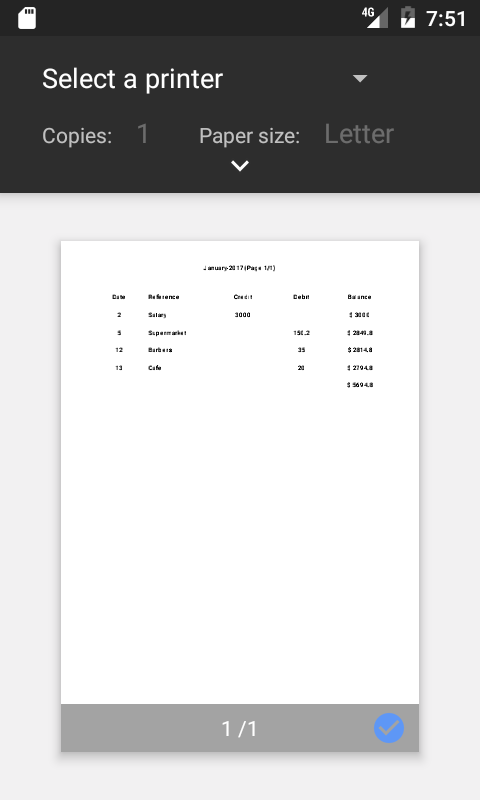 4G 7:51
Select a printer
Copies: 1 Paper size: Letter
January-2017 (Page 1/1)
Date Reference Credit Debit Balance
2 Salary 3000 $ 3000
5 Supermarket 150.2 $ 2849.8
12 Barbera 35 $ 2814.8
13 Cafe 20 $ 2794.8
$ 5694.8
1 /1